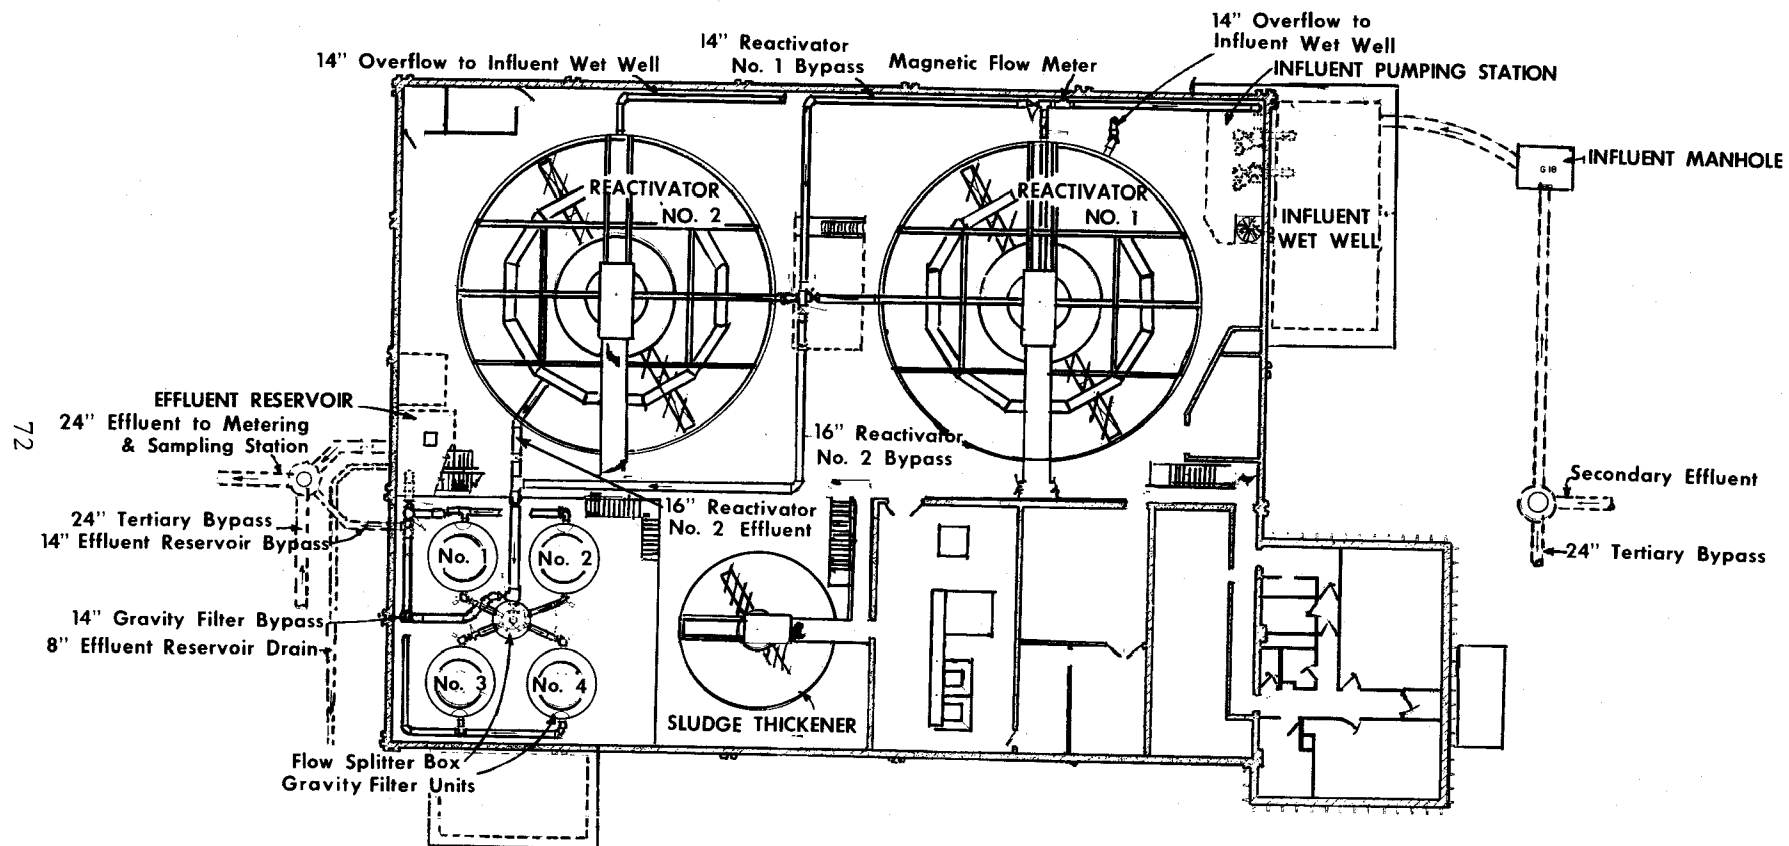 14" Overflow to
Influent Wet Well
14" Reactivator
No. 1 Bypass
14" Overflow to Influent Wet Well
Magnetic Flow Meter
INFLUENT PUMPING STATION
INFLUENT MANHOLE
G 18
REACTIVATOR
NO. 2
REACTIVATOR
NO. 1
INFLUENT
WET WELL
EFFLUENT RESERVOIR
24" Effluent to Metering
& Sampling Station
72
16" Reactivator
No. 2 Bypass
Secondary Effluent
16" Reactivator
No. 2 Effluent
24" Tertiary Bypass
14" Effluent Reservoir Bypass
No. 1
No. 2
24" Tertiary Bypass
14" Gravity Filter Bypass
8" Effluent Reservoir Drain
No. 3
No. 4
SLUDGE THICKENER
Flow Splitter Box
Gravity Filter Units